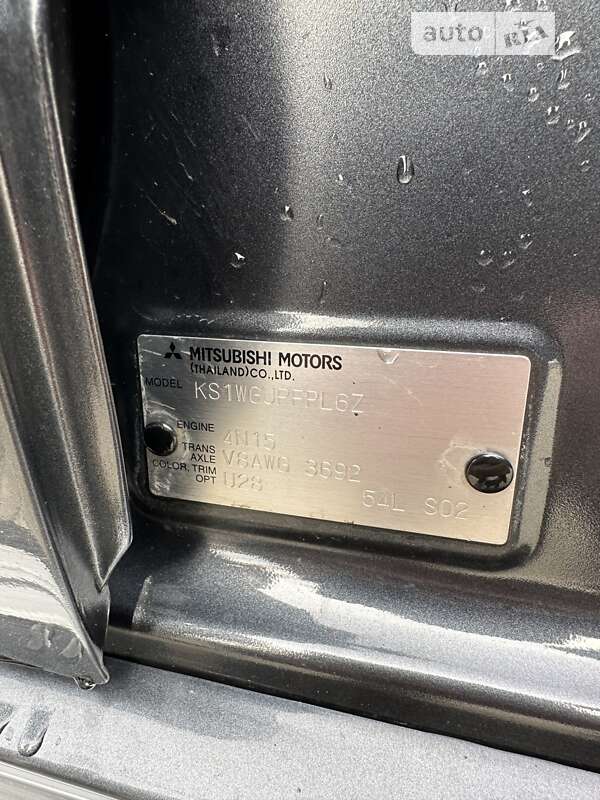 auto RIA
MITSUBISHI MOTORS
(THAILAND)CO.,LTD.
MODEL KS1WGJPFPL6Z
ENGINE 4N15
TRANS AXLE V8AWG 3692
COLOR, TRIM OPT U28 54L S02